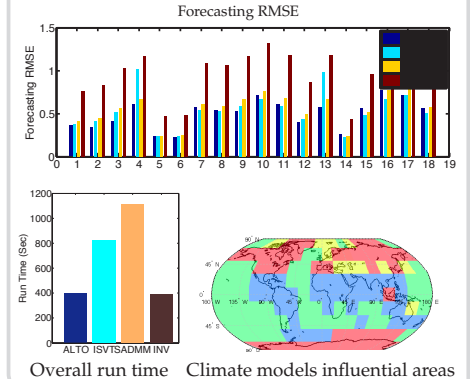 Forecasting RMSE
Forecasting RMSE
1.5
1
0.5
0
0 1 2 3 4 5 6 7 8 9 10 11 12 13 14 15 16 17 18 19
Run Time (Sec)
1200
1000
800
600
400
200
0
ALTO ISVT SADMM INV
90° N
45° N
0°
45° S
90° S
180° W 135° W 90° W 45° W 0° 45° E 90° E
Overall run time
Climate models influential areas